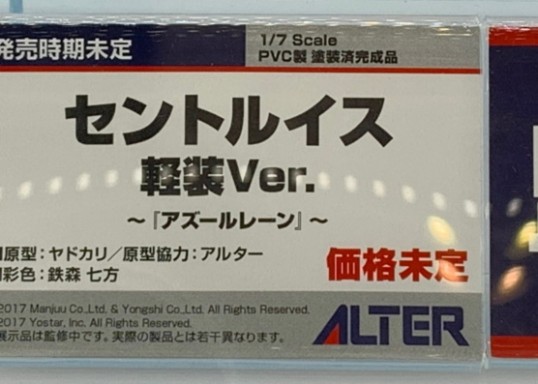 発売時期未定
1/7 Scale
PVC製 塗装済完成品
セントルイス
軽装Ver.
～『アズールレーン』～
原型：ヤドカリ／原型協力：アルター
彩色：鉄森 七方
価格未定
2017 Manjuu Co.,Ltd. & Yongshi Co.,Ltd. All Rights Reserved.
2017 Yostar, Inc. All Rights Reserved.
展示品は監修中です。実際の製品とは若干異なります。
ALTER